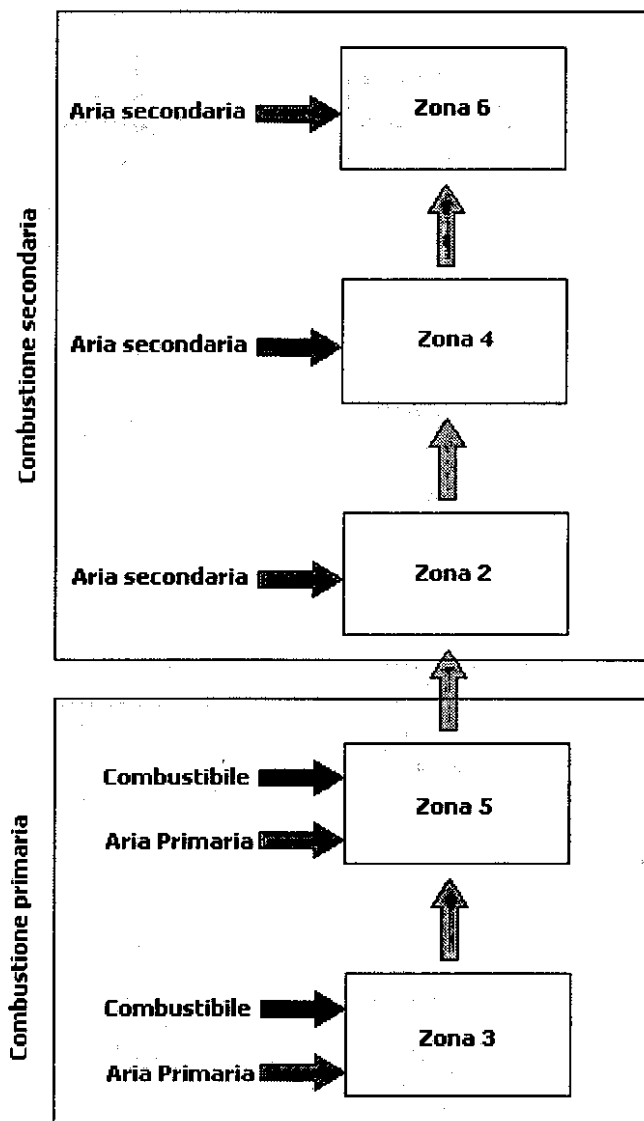 Combustione secondaria
Aria secondaria
Zona 6
Aria secondaria
Zona 4
Aria secondaria
Zona 2
Combustione primaria
Combustibile
Aria Primaria
Zona 5
Combustibile
Aria Primaria
Zona 3